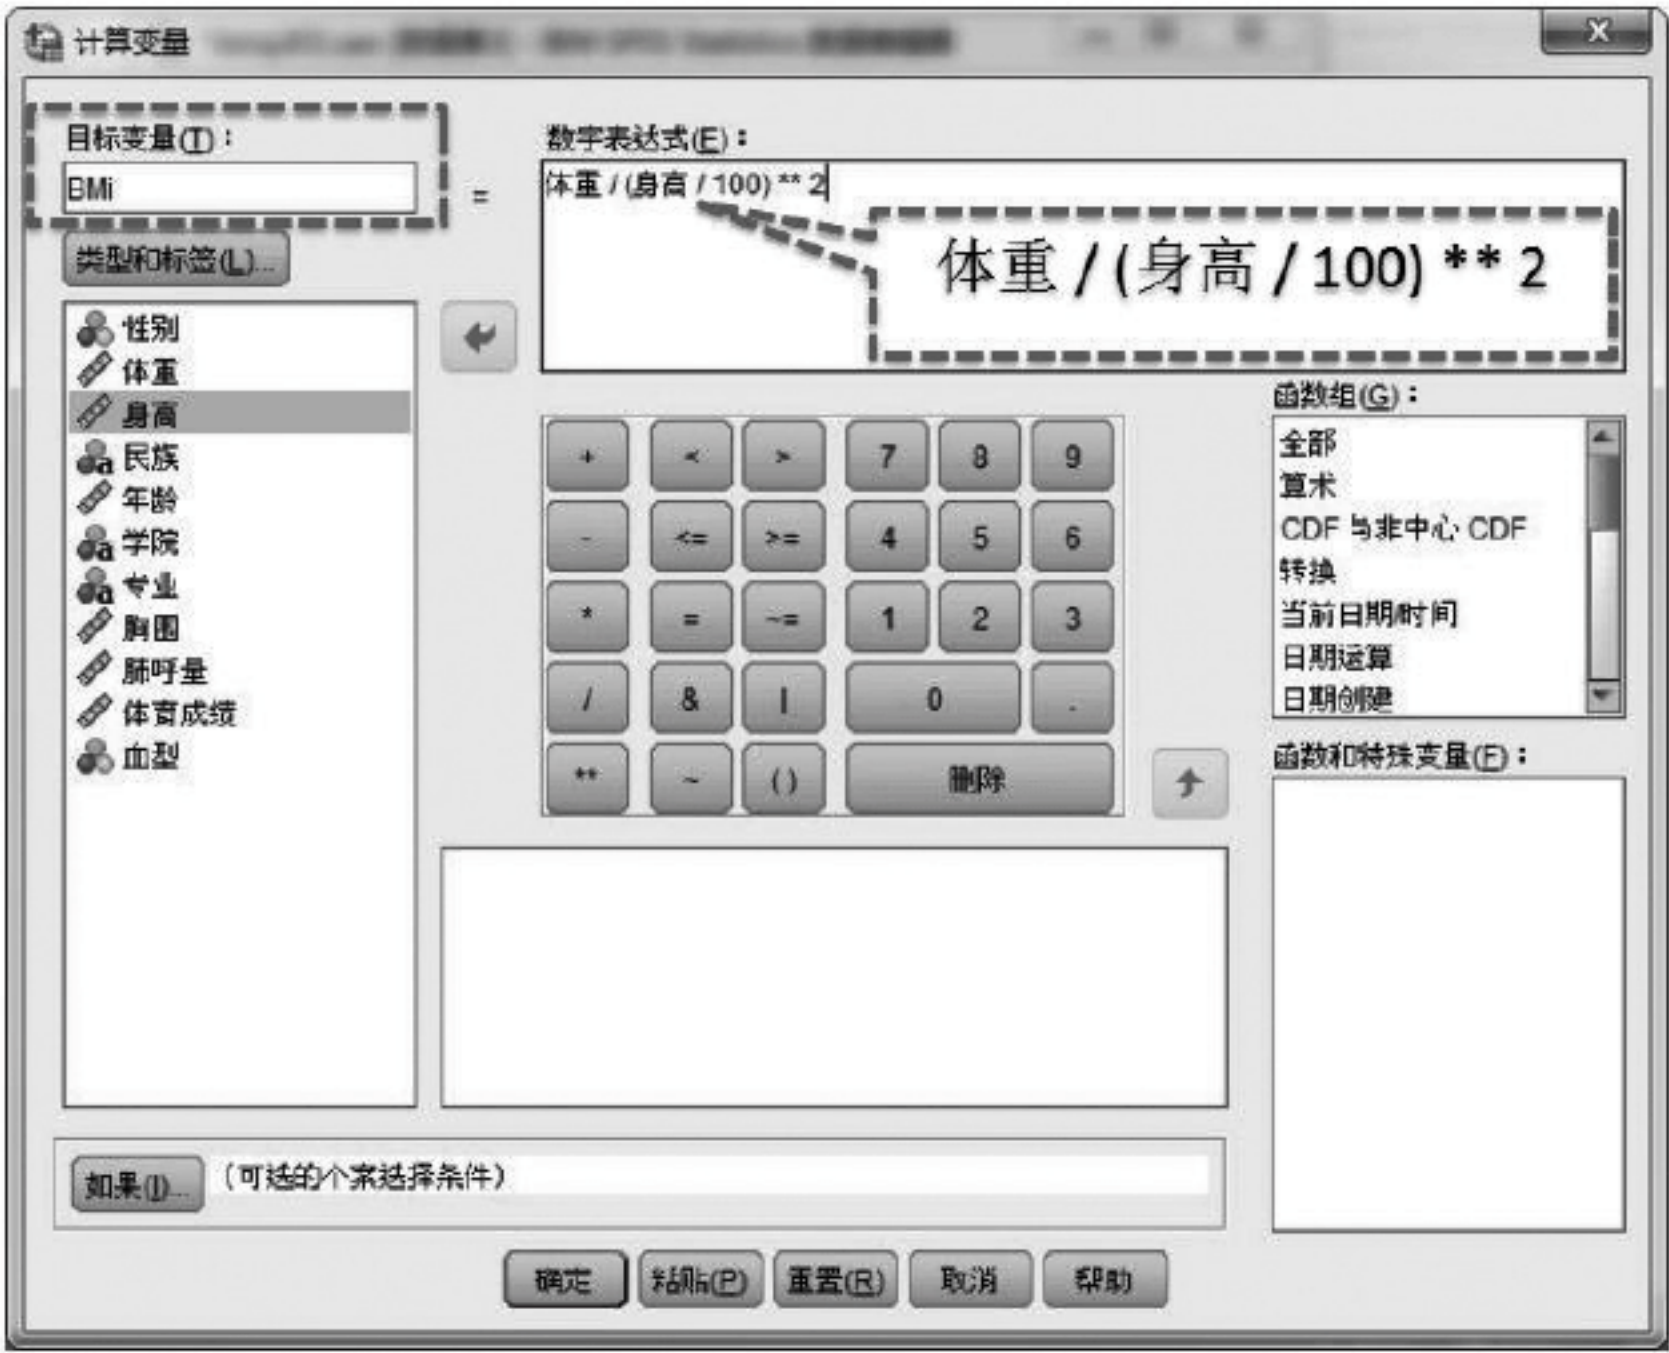 计算变量
目标变量(T)：
BMi
=
数字表达式(E)：
体重 / (身高 / 100) ** 2
体重 / (身高 / 100) ** 2
类型和标签(L)...
性别
体重
身高
民族
年龄
学院
专业
胸围
肺呼量
体育成绩
血型
+ < > 7 8 9
- <= >= 4 5 6
* = ~= 1 2 3
/ & | 0 .
** ~ () 删除
函数组(G)：
全部
算术
CDF 与非中心 CDF
转换
当前日期/时间
日期运算
日期创建
函数和特殊变量(F)：
如果(I)...
(可选的个案选择条件)
确定
粘贴(P)
重置(R)
取消
帮助